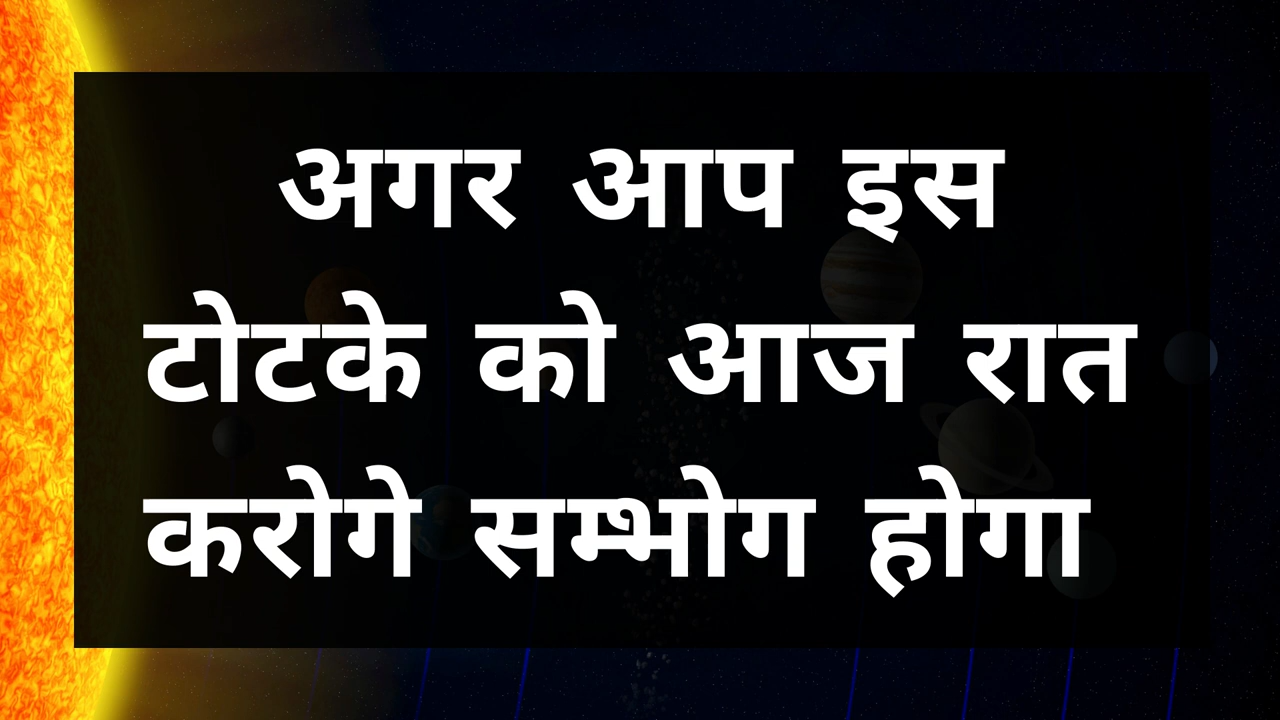 अगर आप इस
टोटके को आज रात
करोगे सम्भोग होगा